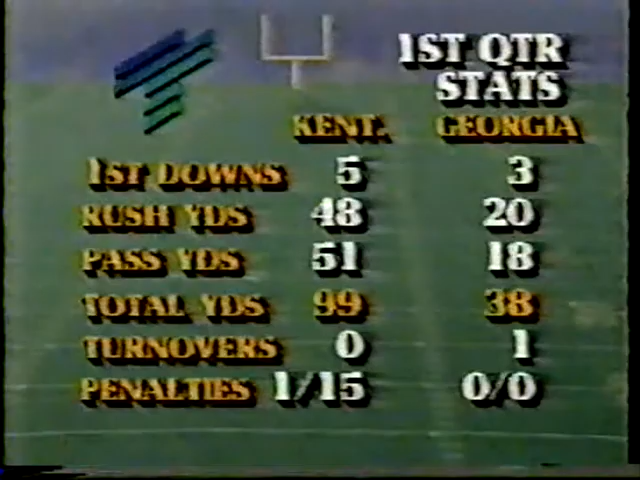 1ST QTR
STATS
KENT. GEORGIA
1ST DOWNS 5 3
RUSH YDS 48 20
PASS YDS 51 18
TOTAL YDS 99 38
TURNOVERS 0 1
PENALTIES 1/15 0/0